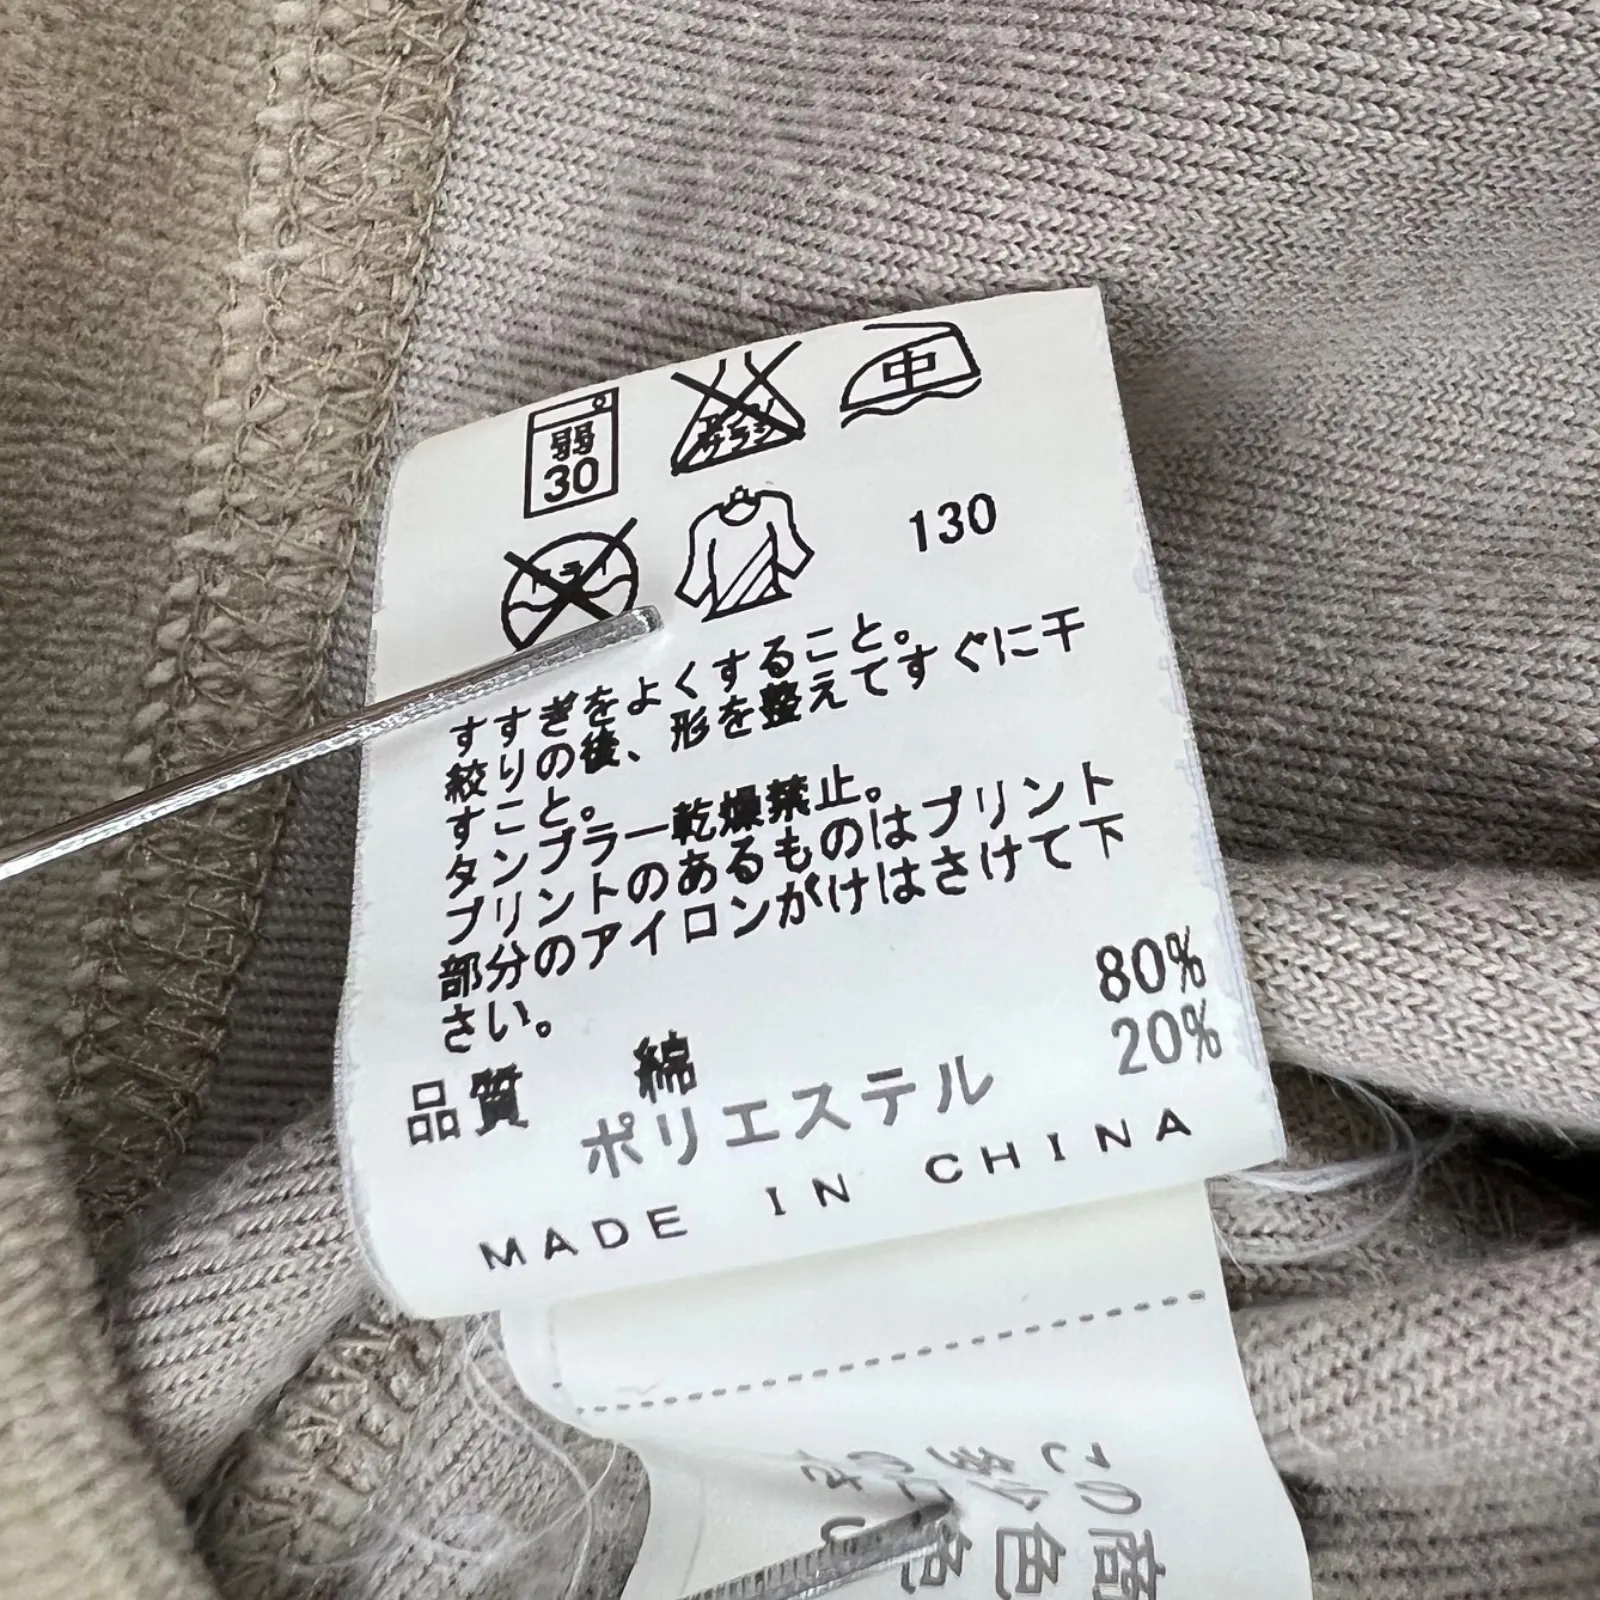 弱
30
中
130
すすぎをよくすること。
絞りの後、形を整えてすぐに干
すこと。
タンブラー乾燥禁止。
プリントのあるものはプリント
部分のアイロンがけはさけて下
さい。
品質 綿 80%
ポリエステル 20%
MADE IN CHINA